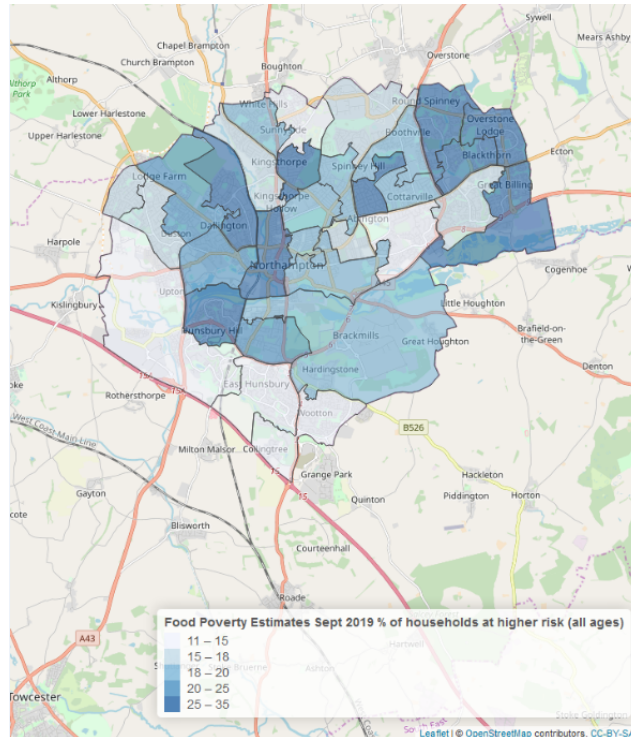 Sywell
Chapel Brampton
Mears Ashby
Boughton
Overstone
Church Brampton
Althorp
Althorp
Park
White Hills
Round Spinney
Lower Harlestone
Overstone
Lodge
Boothville
Upper Harlestone
Kingsthorpe
Spinney Hill
Blackthorn
Ecton
Lodge Farm
Great Billing
Kingsthorpe
Hollow
Cottarville
Dallington
Abington
Duston
Harpole
Northampton
Cogenhoe
Upton
Kislingbury
Little Houghton
Hunsbury Hill
Brackmills
Brafield-on-
the-Green
Great Houghton
Denton
Hardingstone
15A
East Hunsbury
Rothersthorpe
Wootton
West Coast Main Line
B526
Milton Malsor
Collingtree
15
Grange Park
Hackleton
Gayton
Quinton
Piddington
Horton
cote
Blisworth
Courteenhall
Roade
Food Poverty Estimates Sept 2019 % of households at higher risk (all ages)
11 – 15
15 – 18
18 – 20
20 – 25
25 – 35
A43
Hartwell
Ashton
Stoke Goldington
Towcester
Leaflet | © OpenStreetMap contributors, CC-BY-SA